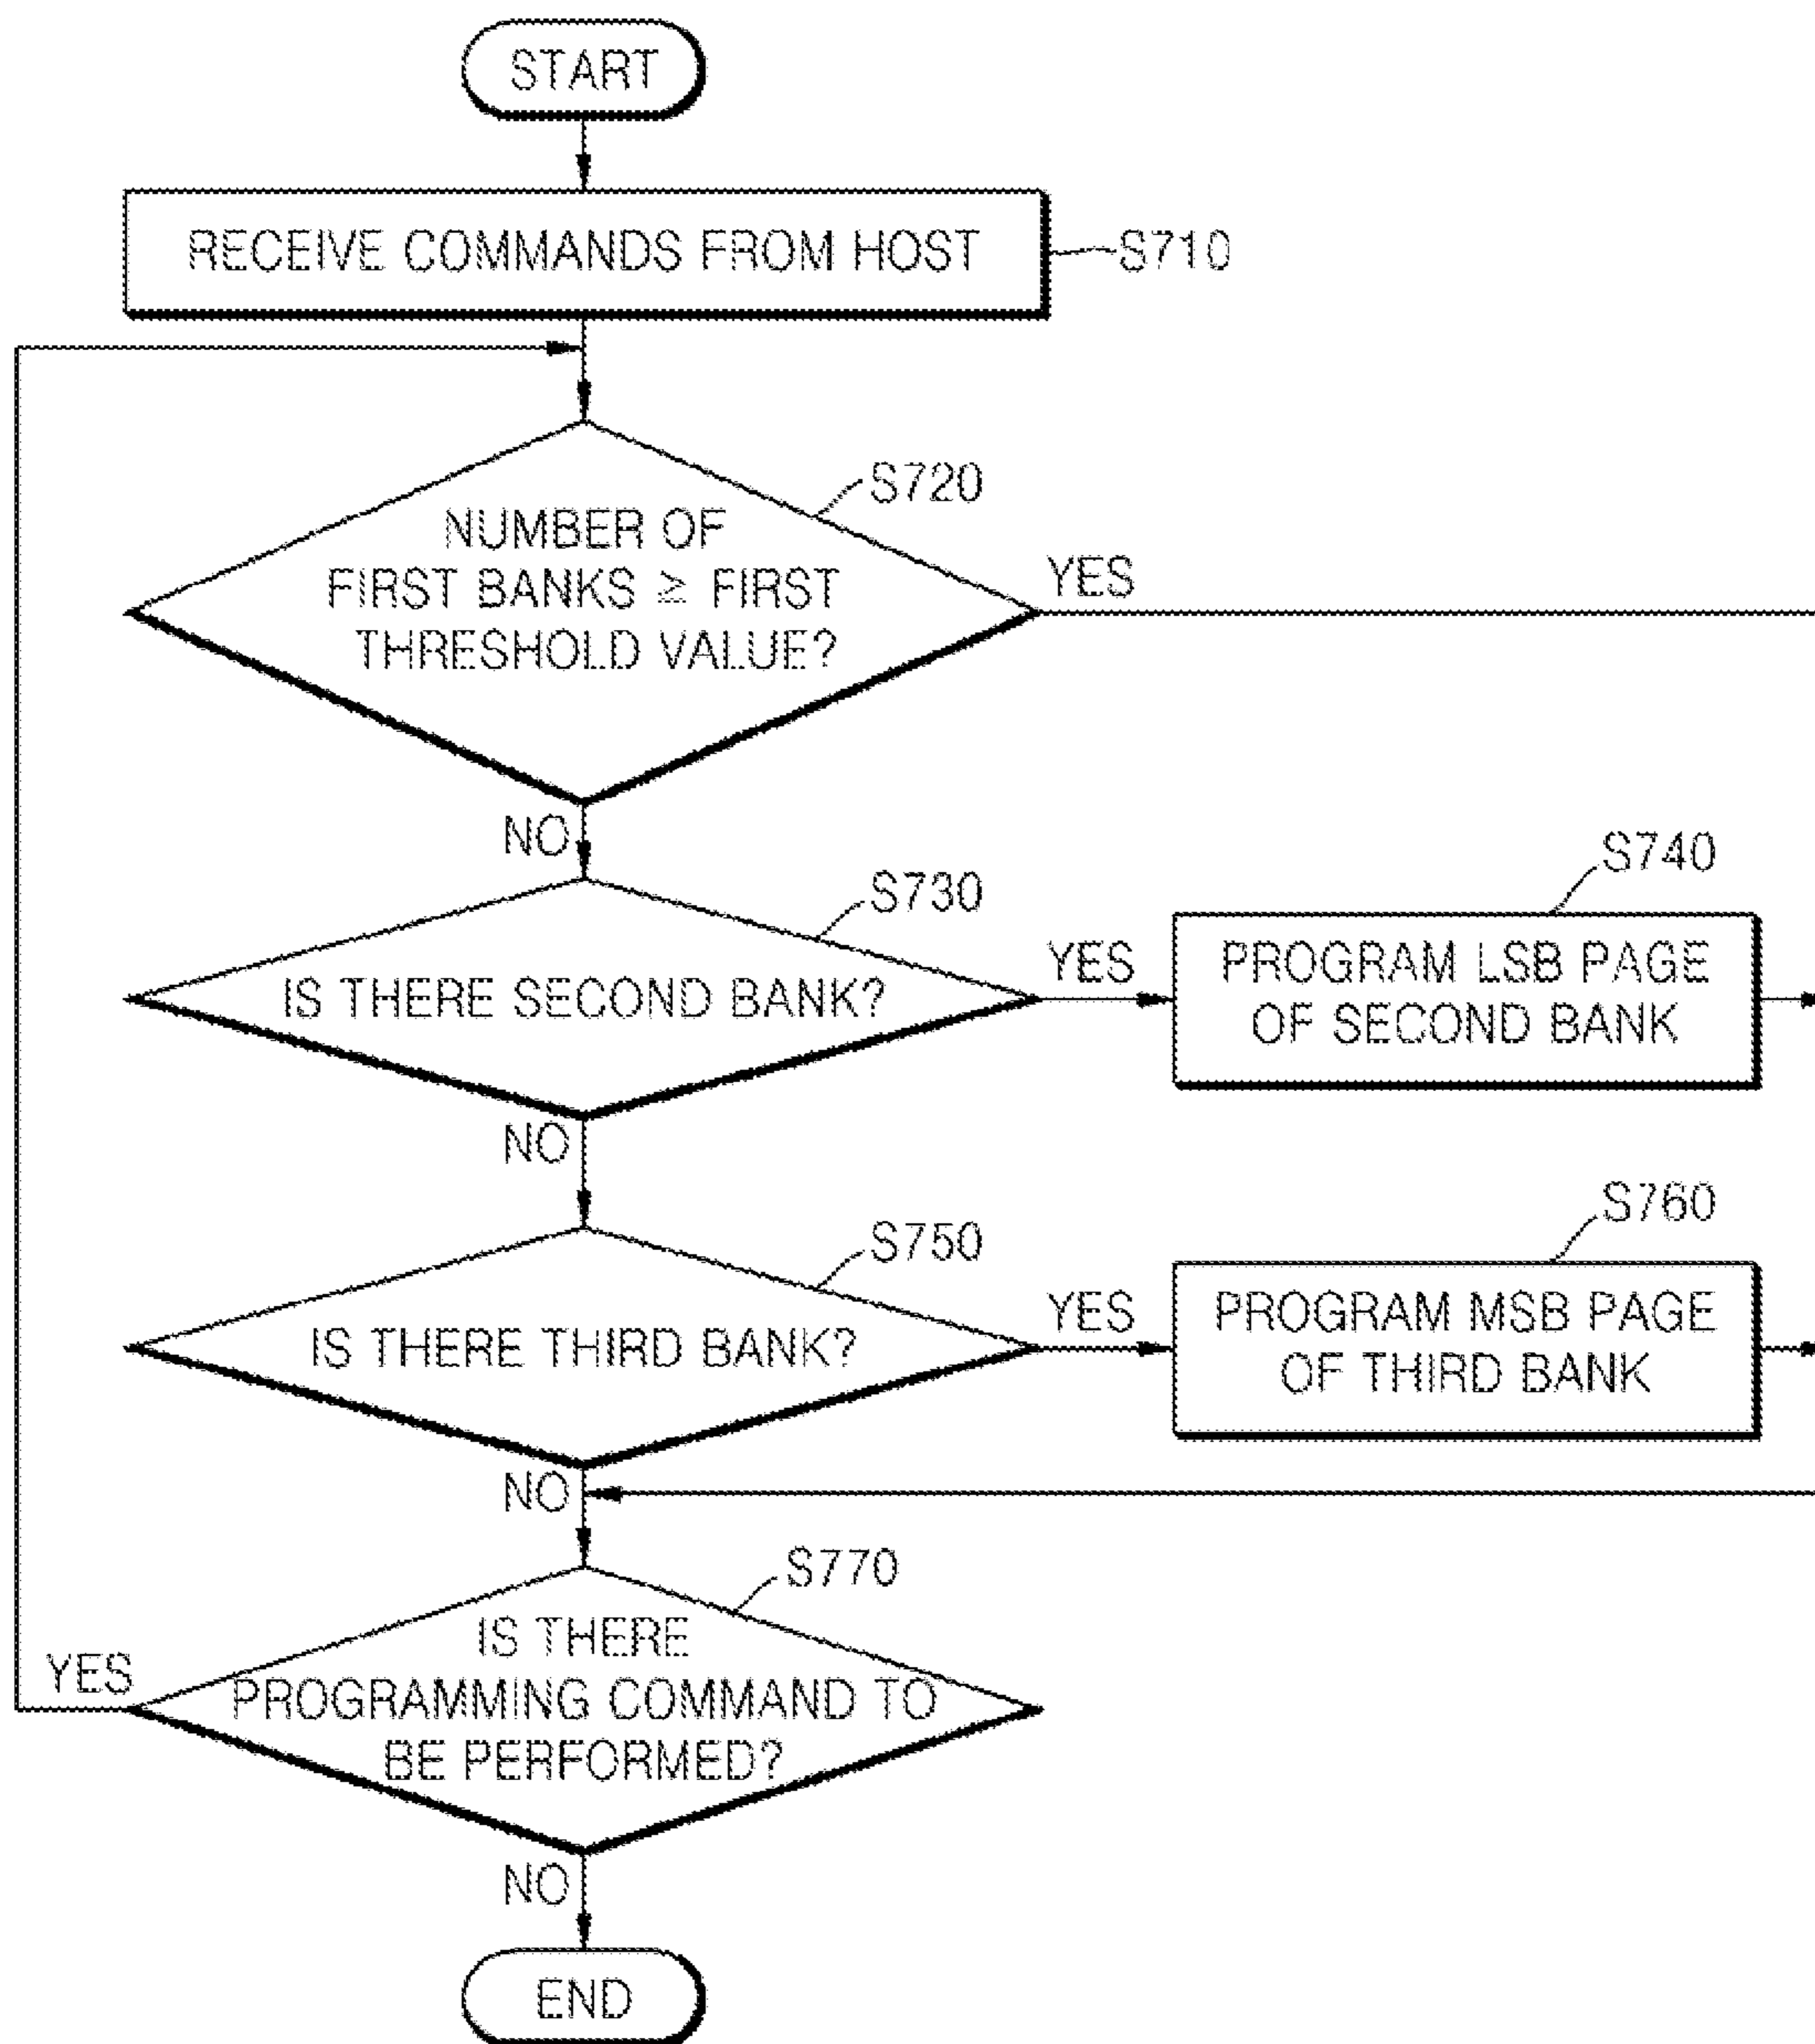 START
RECEIVE COMMANDS FROM HOST
S710
S720
NUMBER OF
FIRST BANKS ≥ FIRST
THRESHOLD VALUE?
YES
NO
S730
IS THERE SECOND BANK?
YES
S740
PROGRAM LSB PAGE
OF SECOND BANK
NO
S750
IS THERE THIRD BANK?
YES
S760
PROGRAM MSB PAGE
OF THIRD BANK
NO
S770
IS THERE
PROGRAMMING COMMAND TO
BE PERFORMED?
YES
NO
END